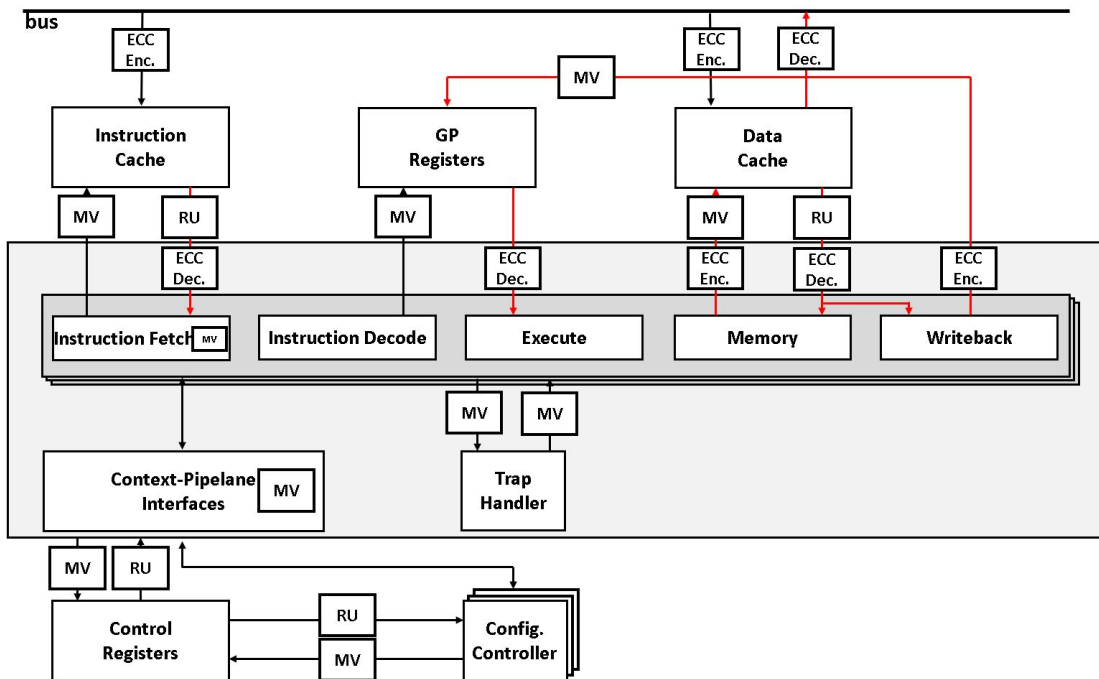 bus
ECC
Enc.
ECC
Enc.
ECC
Dec.
MV
Instruction
Cache
GP
Registers
Data
Cache
MV
RU
MV
MV
RU
ECC
Dec.
ECC
Dec.
ECC
Enc.
ECC
Dec.
ECC
Enc.
Instruction Fetch
MV
Instruction Decode
Execute
Memory
Writeback
MV
MV
Context-Pipelane
Interfaces
MV
Trap
Handler
MV
RU
Control
Registers
RU
MV
Config.
Controller